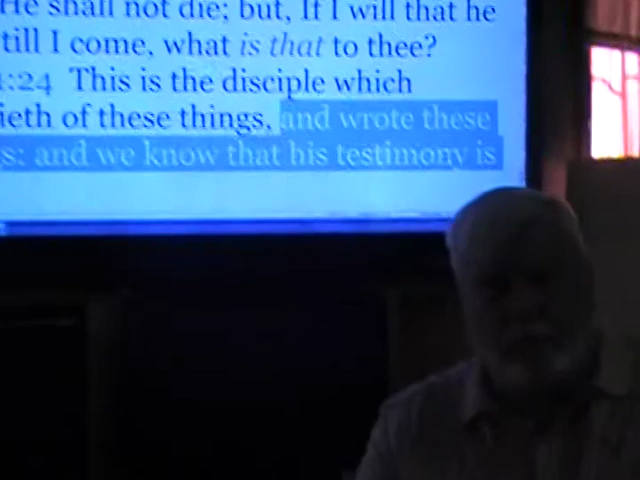 He shall not die; but, If I will that he
till I come, what is that to thee?
:24 This is the disciple which
ieth of these things, and wrote these
s: and we know that his testimony is